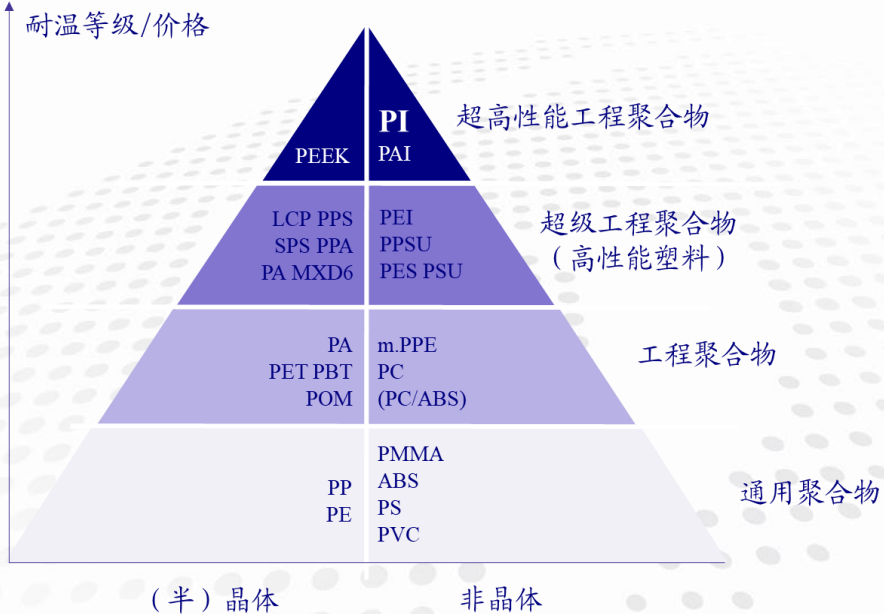 耐温等级/价格
PEEK
PI
PAI
超高性能工程聚合物
LCP PPS
SPS PPA
PA MXD6
PEI
PPSU
PES PSU
超级工程聚合物
(高性能塑料)
PA
PET PBT
POM
m.PPE
PC
(PC/ABS)
工程聚合物
PP
PE
PMMA
ABS
PS
PVC
通用聚合物
(半)晶体
非晶体